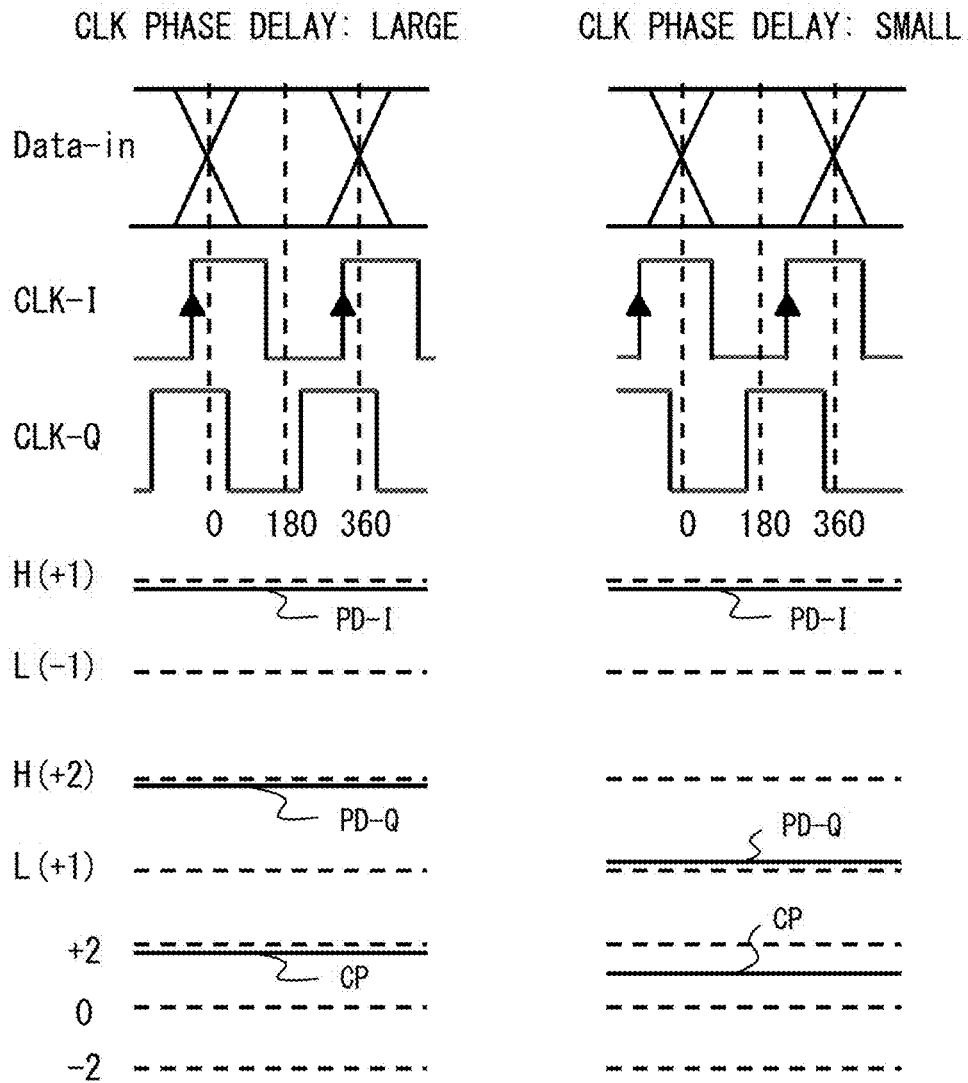 CLK PHASE DELAY: LARGE
CLK PHASE DELAY: SMALL
Data-in
CLK-I
CLK-Q
0 180 360
0 180 360
H(+1)
PD-I
PD-I
L(-1)
H(+2)
PD-Q
PD-Q
L(+1)
CP
+2
CP
0
-2